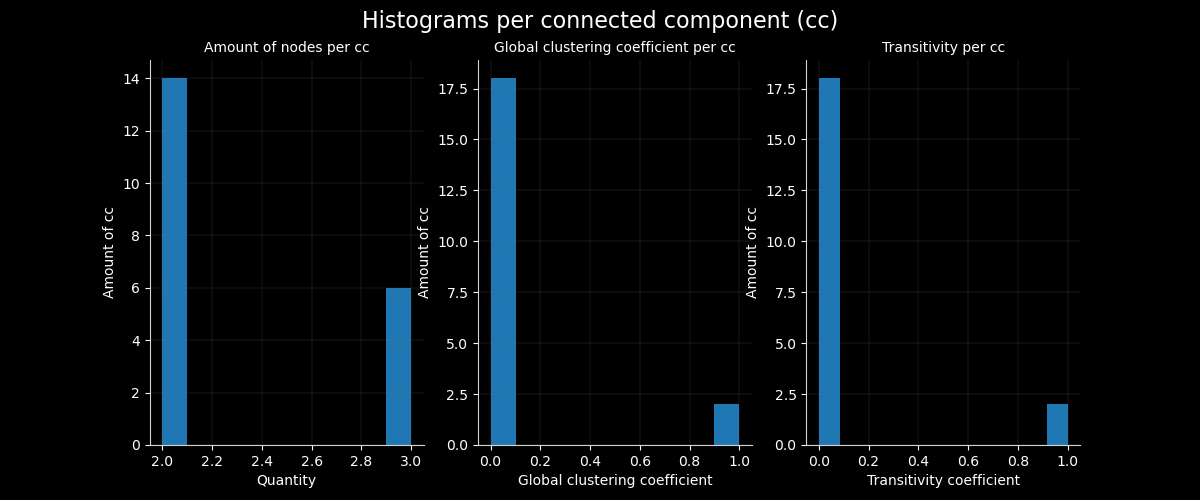 Histograms per connected component (cc)
Amount of nodes per cc
Amount of cc
14
12
10
8
6
4
2
0
2.0 2.2 2.4 2.6 2.8 3.0
Quantity
Global clustering coefficient per cc
Amount of cc
17.5
15.0
12.5
10.0
7.5
5.0
2.5
0.0
0.0 0.2 0.4 0.6 0.8 1.0
Global clustering coefficient
Transitivity per cc
Amount of cc
17.5
15.0
12.5
10.0
7.5
5.0
2.5
0.0
0.0 0.2 0.4 0.6 0.8 1.0
Transitivity coefficient